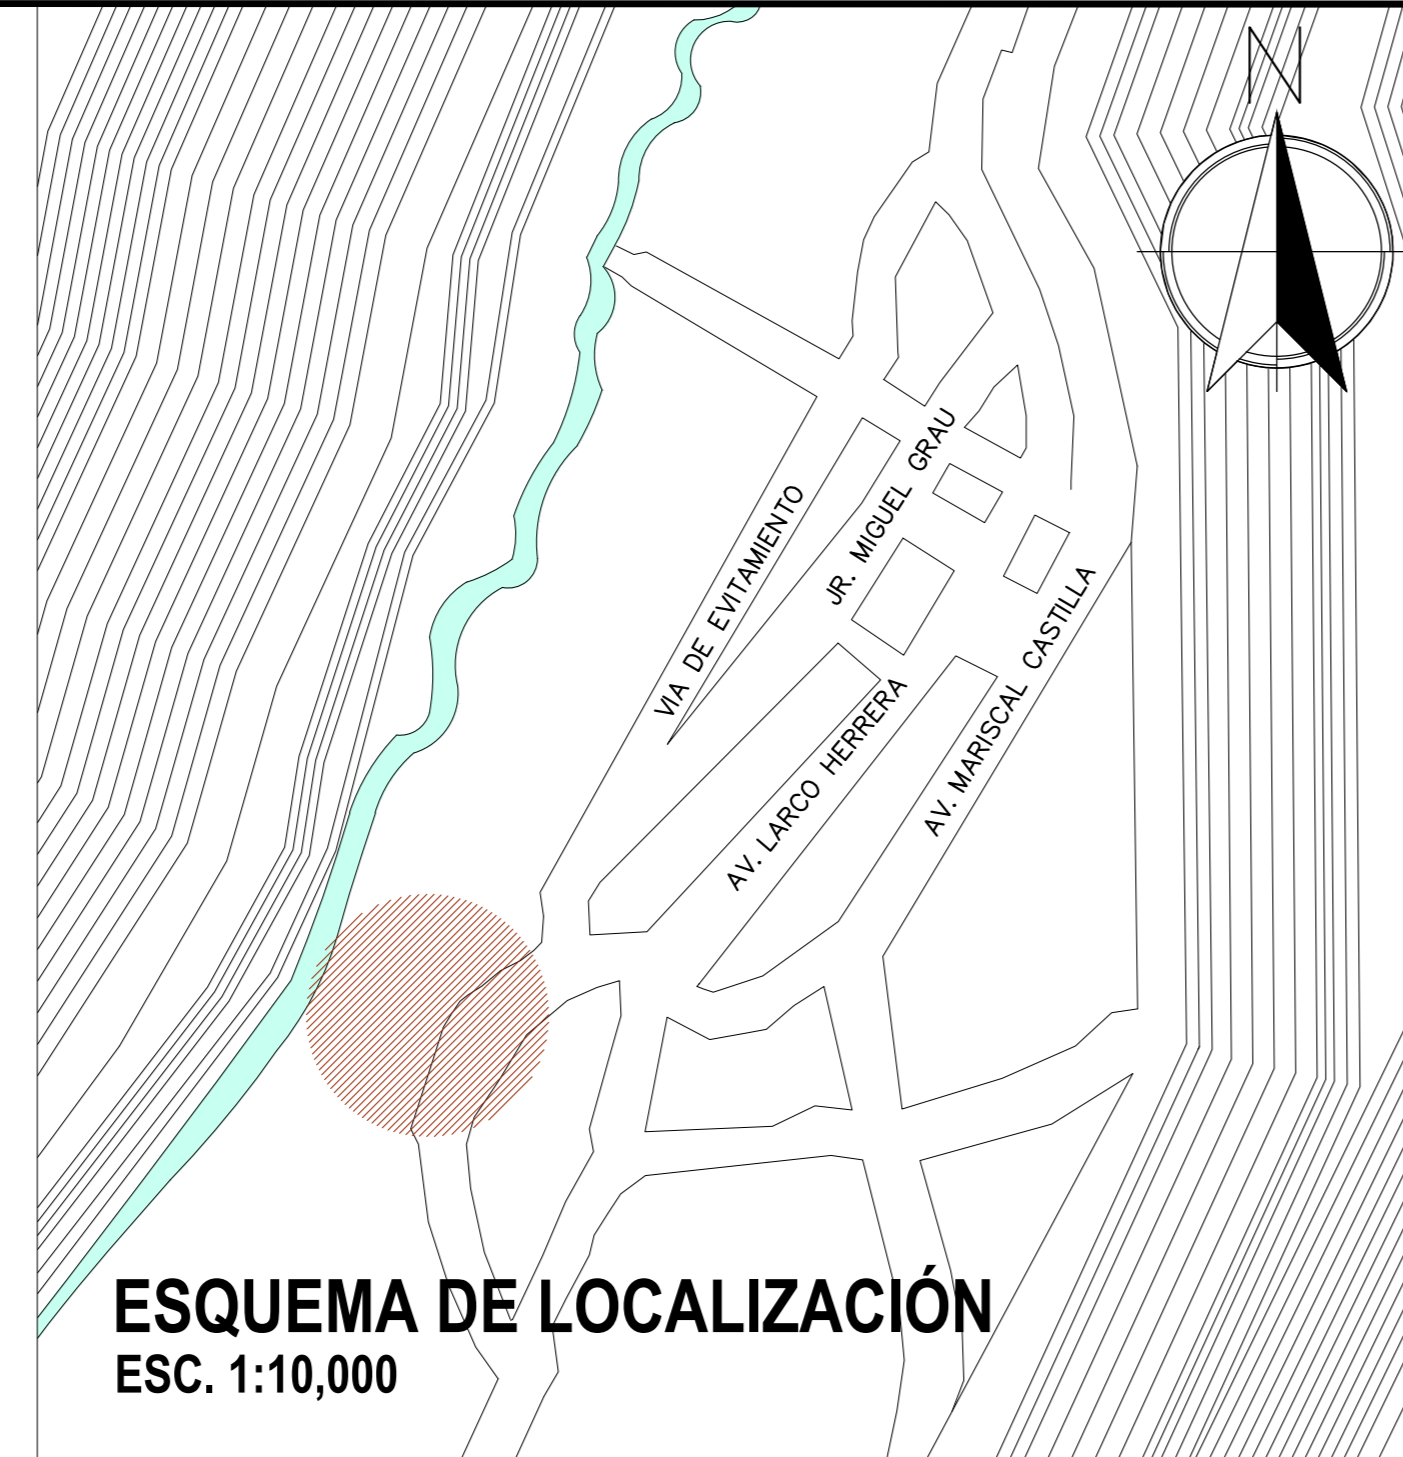 N
JR. MIGUEL GRAU
VIA DE EVITAMIENTO
AV. MARISCAL CASTILLA
AV. LARCO HERRERA
ESQUEMA DE LOCALIZACIÓN
ESC. 1:10,000